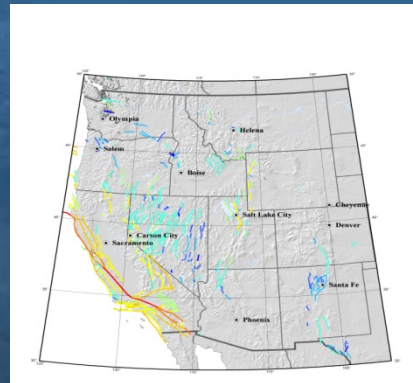 Olympia
Helena
Salem
Boise
Cheyenne
Salt Lake City
Denver
Carson City
Sacramento
Santa Fe
Phoenix